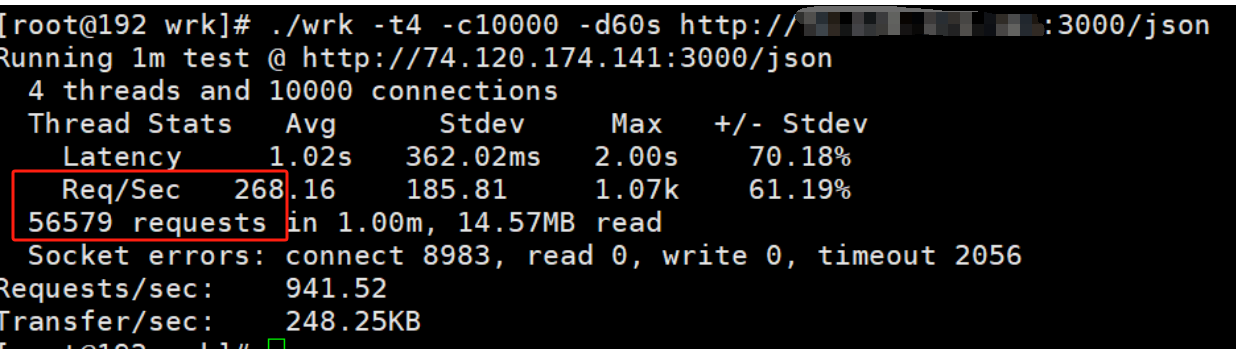 [root@192 wrk]# ./wrk -t4 -c10000 -d60s http:// :3000/json
Running 1m test @ http://74.120.174.141:3000/json
4 threads and 10000 connections
Thread Stats Avg Stdev Max +/- Stdev
Latency 1.02s 362.02ms 2.00s 70.18%
Req/Sec 268.16 185.81 1.07k 61.19%
56579 requests in 1.00m, 14.57MB read
Socket errors: connect 8983, read 0, write 0, timeout 2056
Requests/sec: 941.52
Transfer/sec: 248.25KB